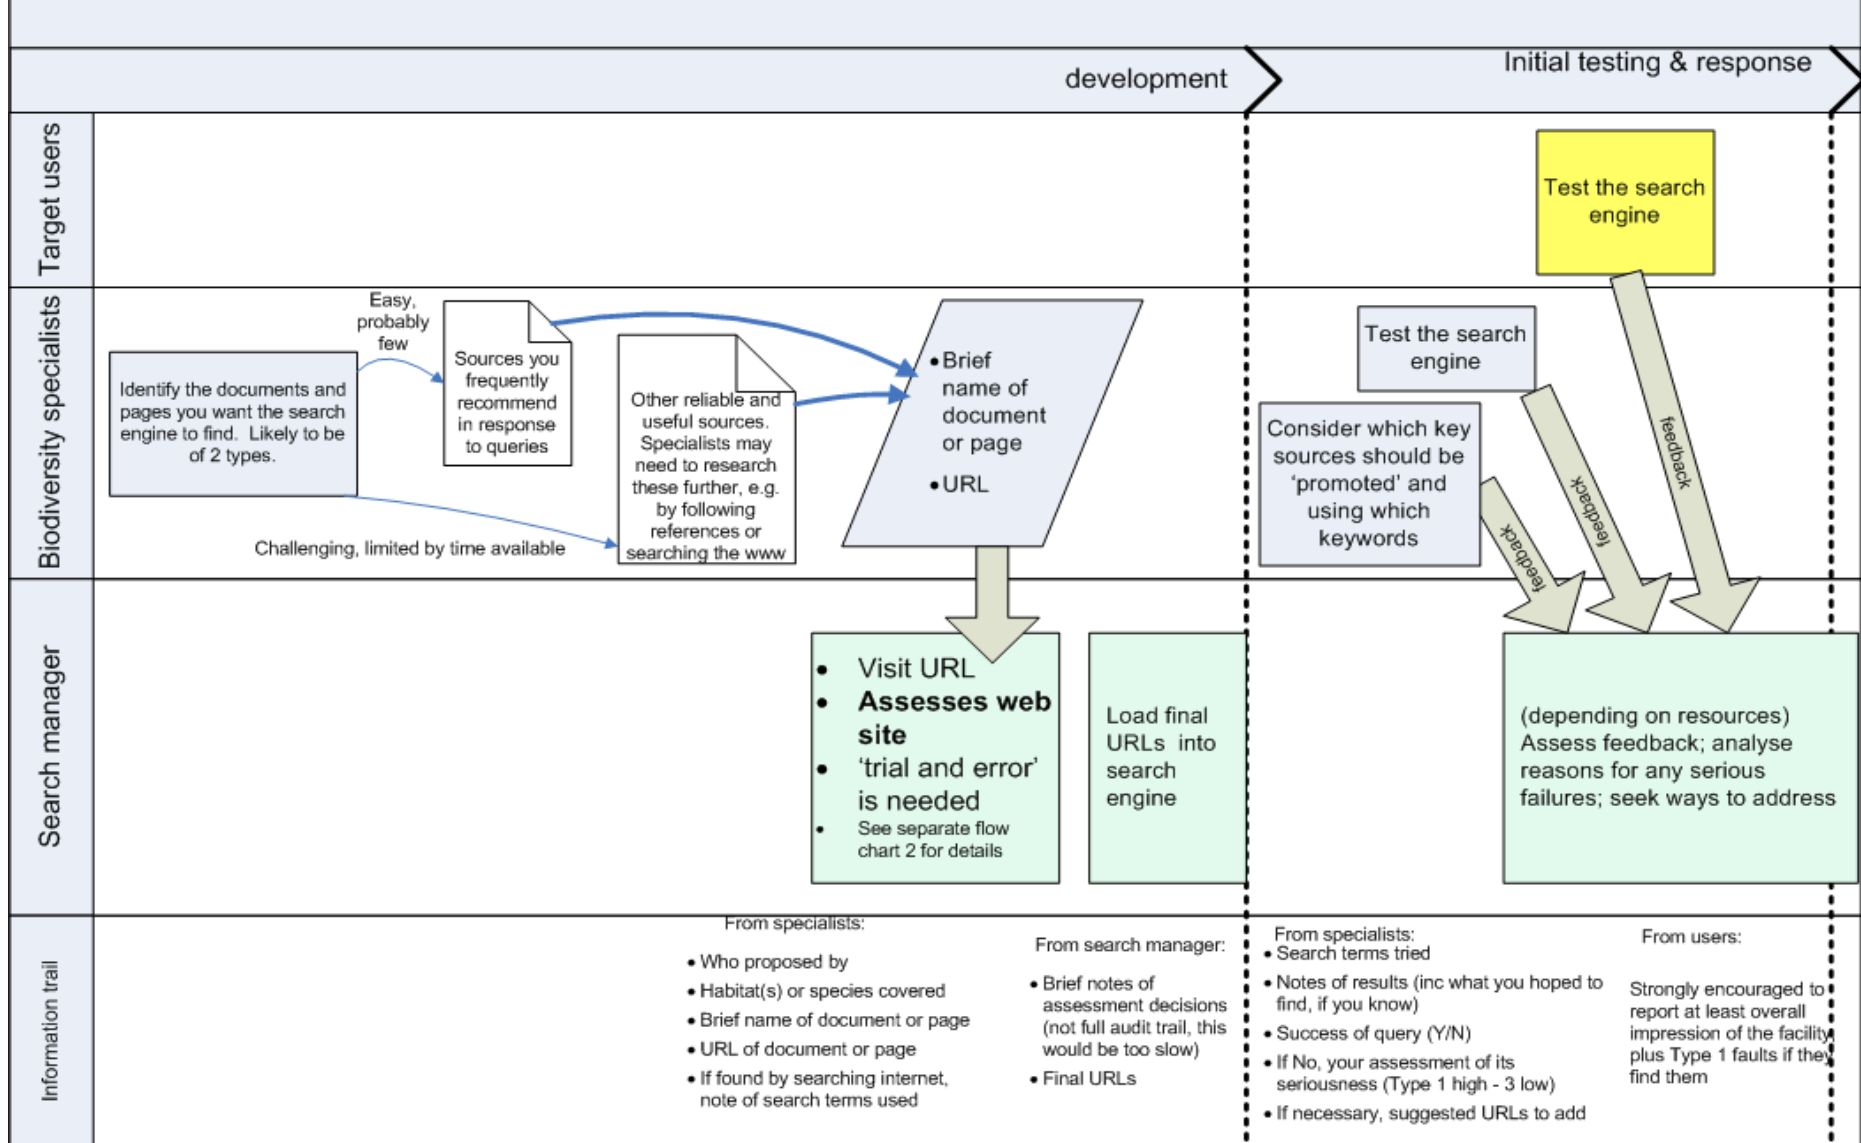 development
Initial testing & response
Target users
Test the search
engine
Biodiversity specialists
Identify the documents and
pages you want the search
engine to find.  Likely to be
of 2 types.
Easy,
probably
few
Challenging, limited by time available
Sources you
frequently
recommend
in response
to queries
Other reliable and
useful sources.
Specialists may
need to research
these further, e.g.
by following
references or
searching the www
• Brief
name of
document
or page
• URL
Test the search
engine
Consider which key
sources should be
‘promoted’ and
using which
keywords
feedback
feedback
feedback
Search manager
• Visit URL
• Assesses web
site
• ‘trial and error’
is needed
• See separate flow
chart 2 for details
Load final
URLs  into
search
engine
(depending on resources)
Assess feedback; analyse
reasons for any serious
failures; seek ways to address
Information trail
From specialists:
• Who proposed by
• Habitat(s) or species covered
• Brief name of document or page
• URL of document or page
• If found by searching internet,
note of search terms used
From search manager:
• Brief notes of
assessment decisions
(not full audit trail, this
would be too slow)
• Final URLs
From specialists:
• Search terms tried
• Notes of results (inc what you hoped to
find, if you know)
• Success of query (Y/N)
• If No, your assessment of its
seriousness (Type 1 high - 3 low)
• If necessary, suggested URLs to add
From users:
Strongly encouraged to
report at least overall
impression of the facility
plus Type 1 faults if they
find them